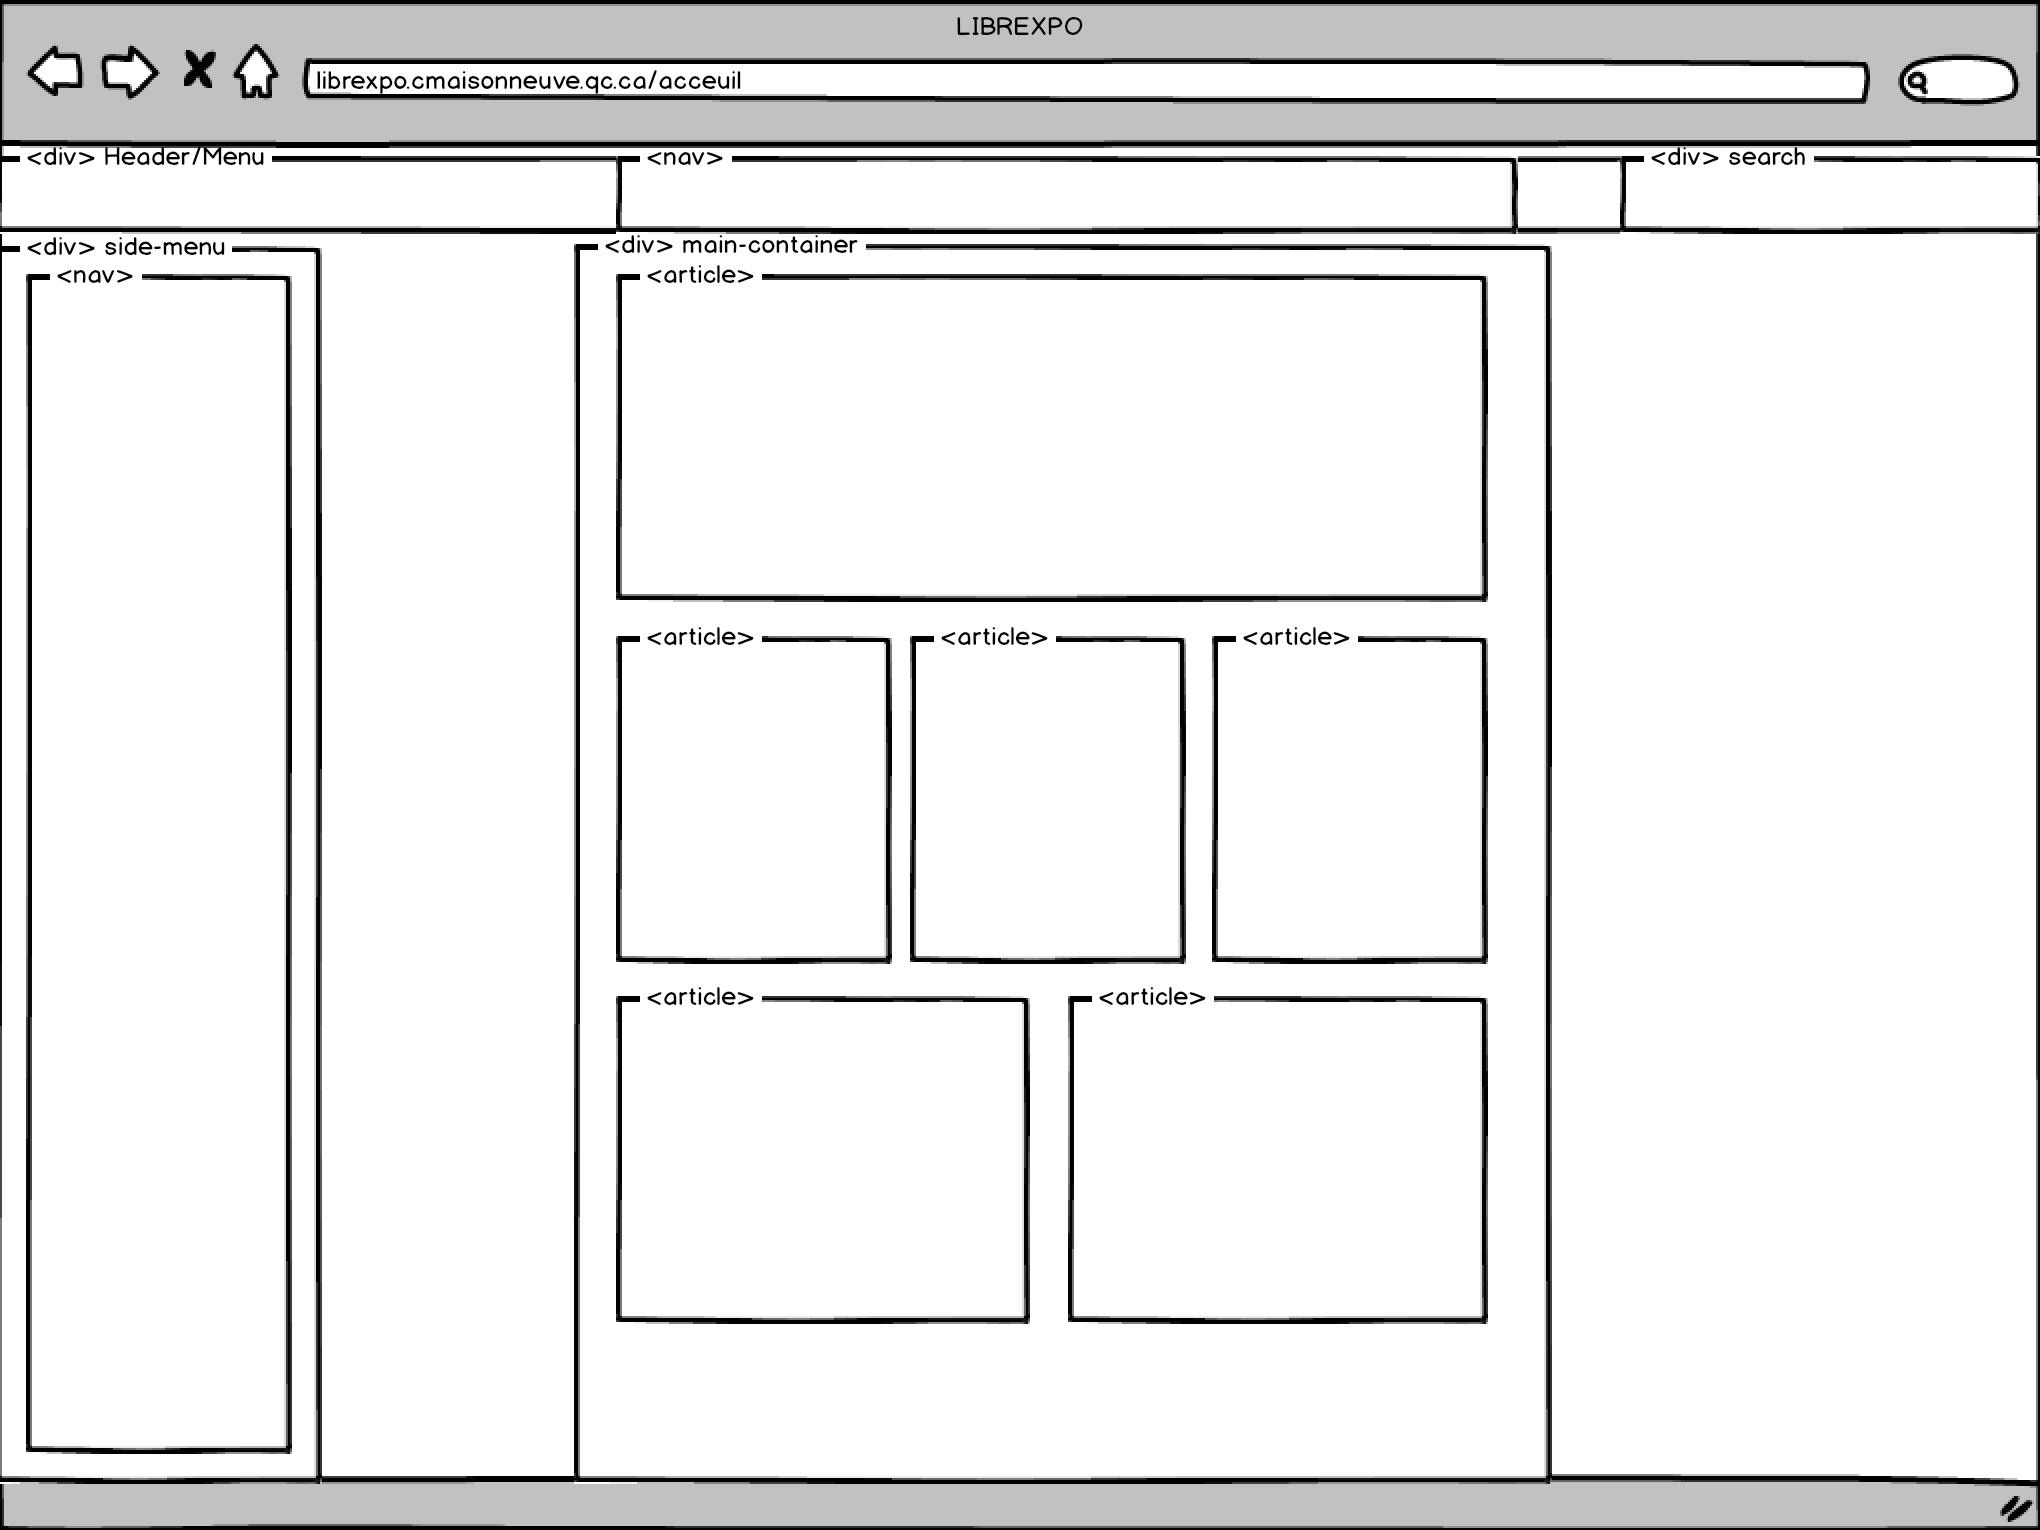 LIBREXPO
librexpo.cmaisonneuve.qc.ca/acceuil
<div> Header/Menu
<nav>
<div> search
<div> side-menu
<nav>
<div> main-container
<article>
<article>
<article>
<article>
<article>
<article>